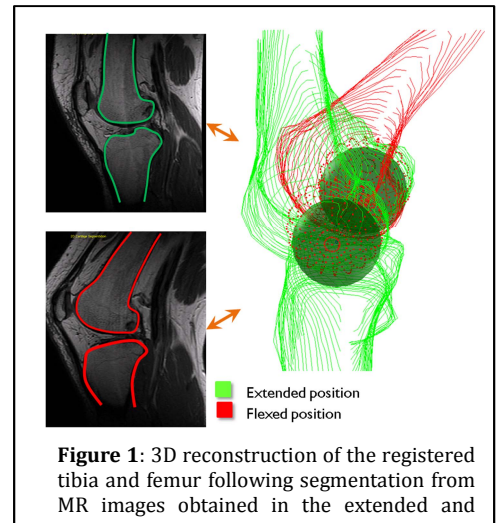 Extended position
Flexed position
Figure 1: 3D reconstruction of the registered
tibia and femur following segmentation from
MR images obtained in the extended and